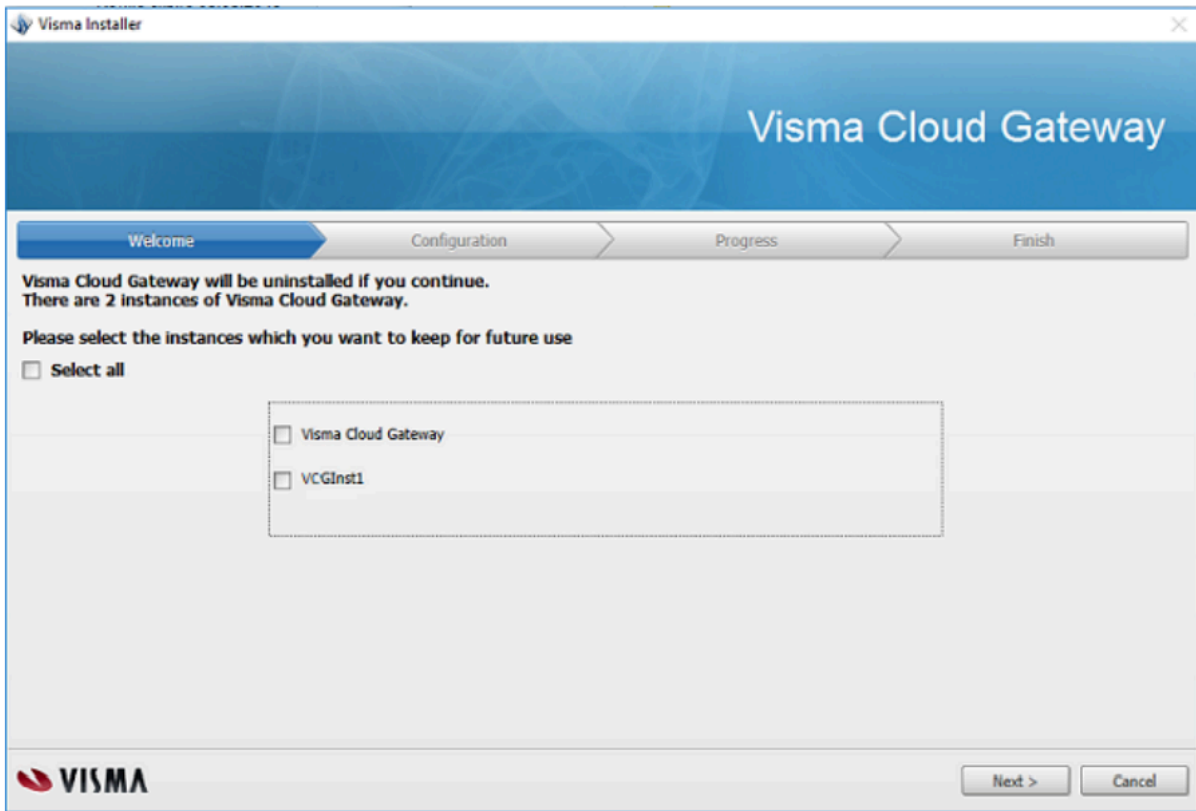 Visma Installer
Visma Cloud Gateway
Welcome
Configuration
Progress
Finish
Visma Cloud Gateway will be uninstalled if you continue.
There are 2 instances of Visma Cloud Gateway.
Please select the instances which you want to keep for future use
Select all
Visma Cloud Gateway
VCGInst1
VISMA
Next >
Cancel